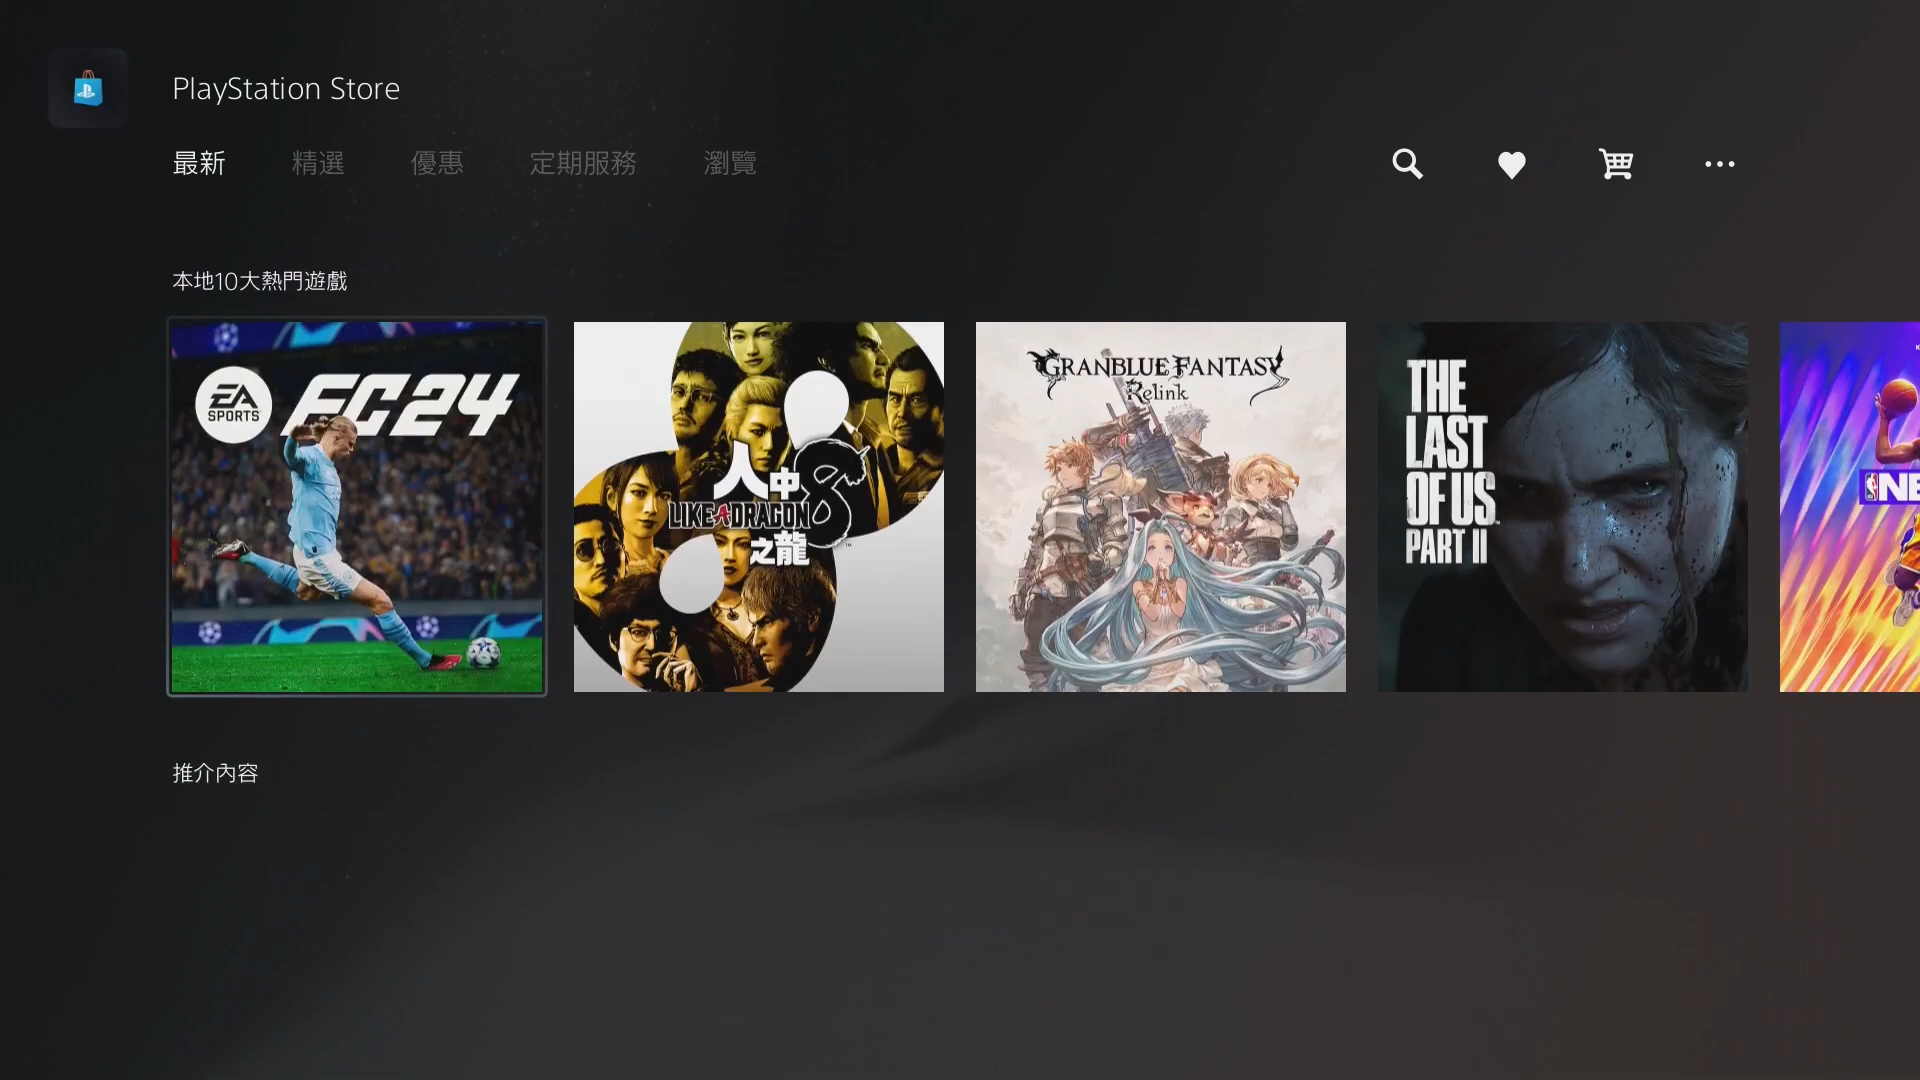 PlayStation Store
最新 精選 優惠 定期服務 瀏覽
本地10大熱門遊戲
EA SPORTS FC24
人中之龍8
LIKE A DRAGON
GRANBLUE FANTASY
Relink
THE
LAST
OF US
PART II
推介內容